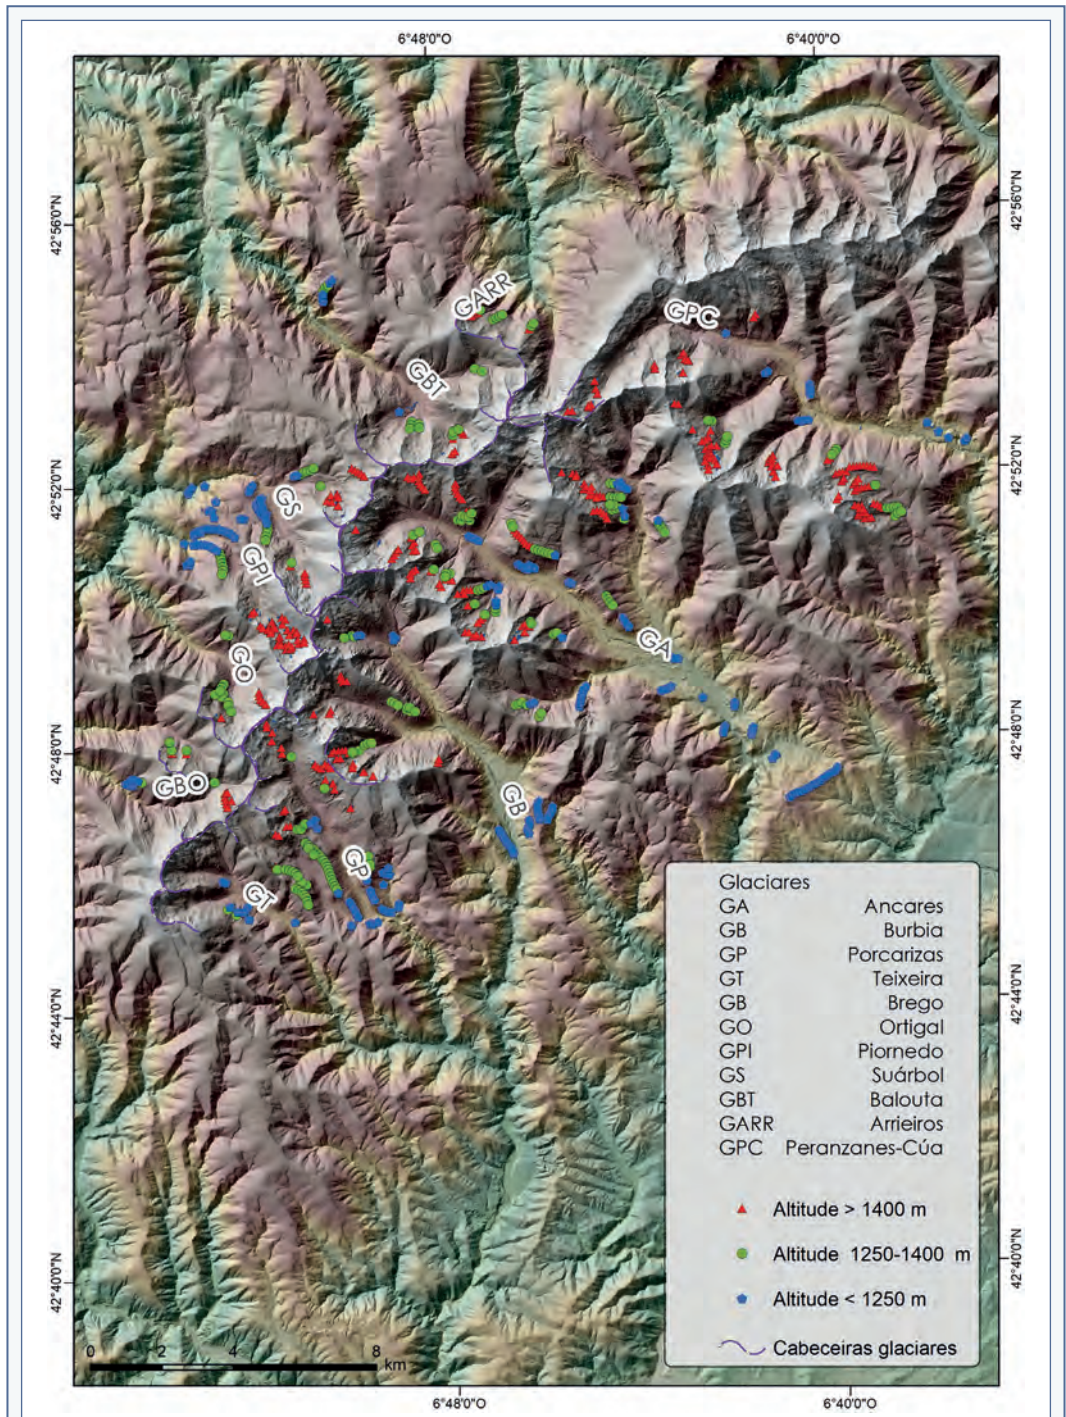 6°48'0"O 6°40'0"O
42°56'0"N 42°56'0"N
GARR
GPC
GBT
42°52'0"N 42°52'0"N
GS
GPI
GA
GO
42°48'0"N 42°48'0"N
GBO
GB
GP
GT
Glaciares
GA Ancares
GB Burbia
GP Porcarizas
GT Teixeira
GB Brego
GO Ortigal
GPI Piornedo
GS Suárbol
GBT Balouta
GARR Arrieiros
GPC Peranzanes-Cúa
42°44'0"N 42°44'0"N
Altitude > 1400 m
Altitude 1250-1400 m
Altitude < 1250 m
Cabeceiras glaciares
42°40'0"N 42°40'0"N
0 2 4 8
km
6°48'0"O 6°40'0"O